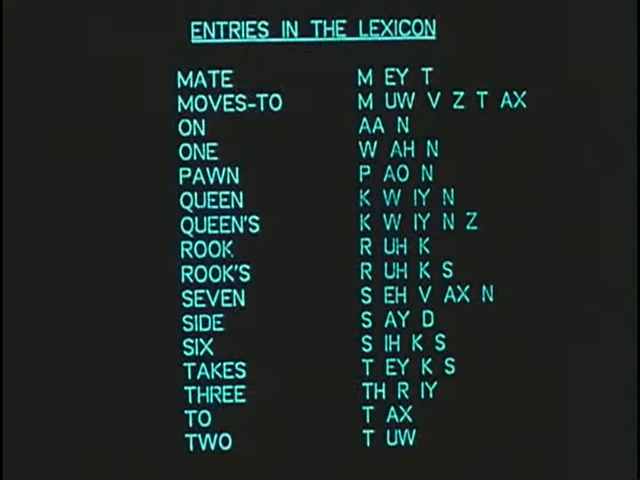 ENTRIES IN THE LEXICON
MATE M EY T
MOVES-TO M UW V Z T AX
ON AA N
ONE W AH N
PAWN P AO N
QUEEN K W IY N
QUEEN'S K W IY N Z
ROOK R UH K
ROOK'S R UH K S
SEVEN S EH V AX N
SIDE S AY D
SIX S IH K S
TAKES T EY K S
THREE TH R IY
TO T AX
TWO T UW